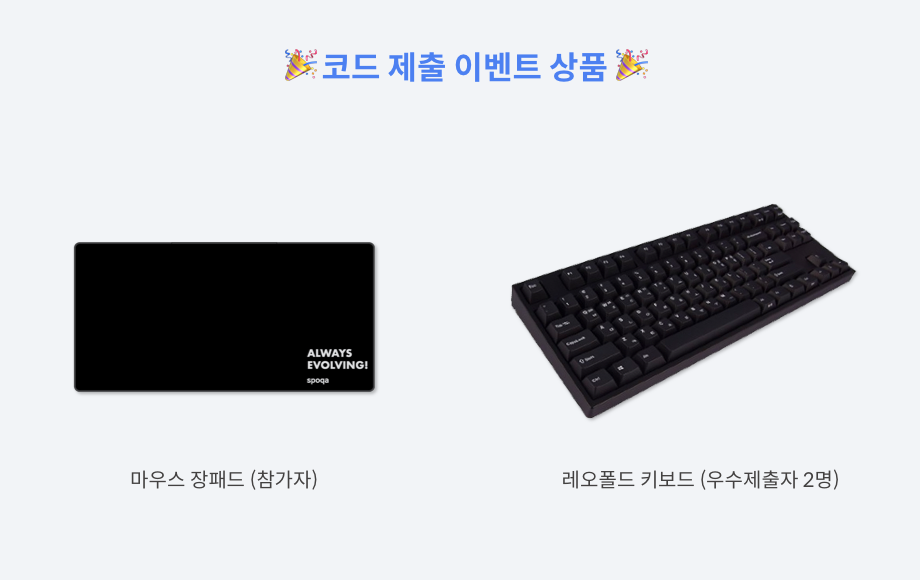 🎉 코드 제출 이벤트 상품 🎉
ALWAYS
EVOLVING!
spoqa
마우스 장패드 (참가자)
레오폴드 키보드 (우수제출자 2명)